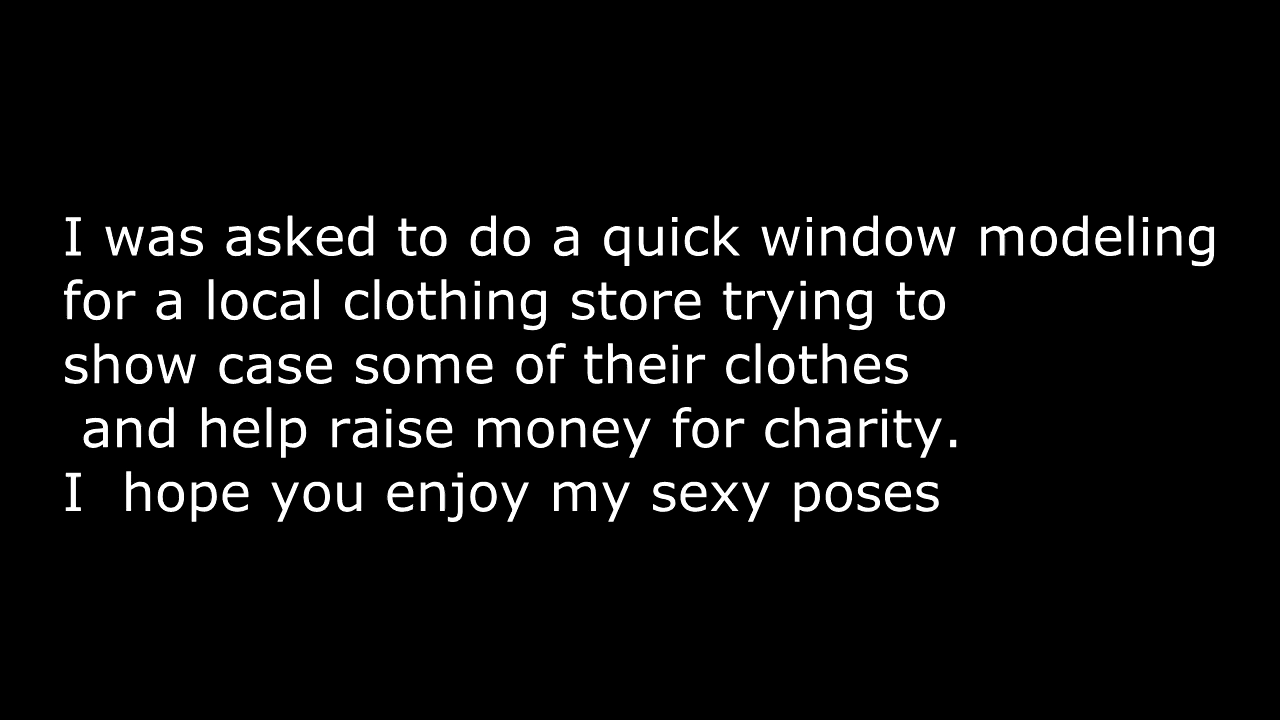 I was asked to do a quick window modeling
for a local clothing store trying to
show case some of their clothes
and help raise money for charity.
I hope you enjoy my sexy poses